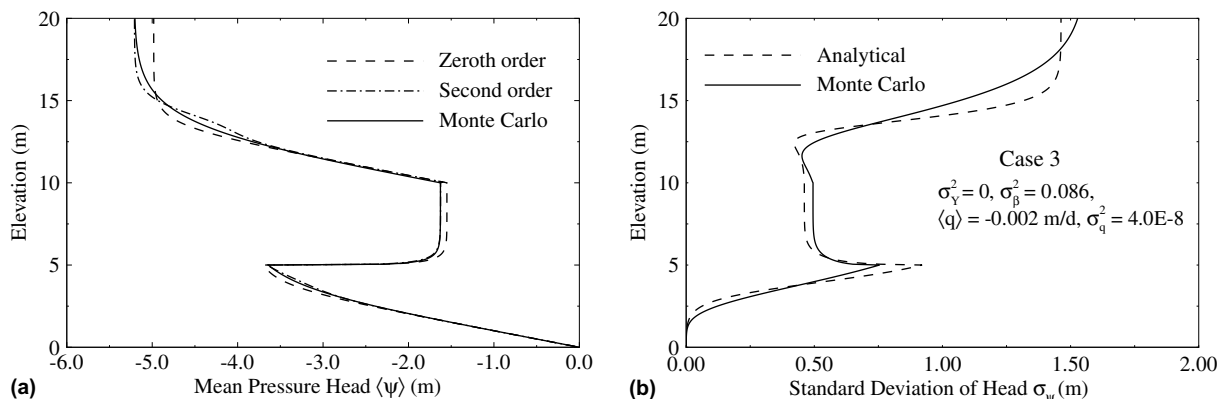 20
15
10
5
0
Elevation (m)
Zeroth order
Second order
Monte Carlo
-6.0 -5.0 -4.0 -3.0 -2.0 -1.0 0.0
(a)
Mean Pressure Head ⟨ψ⟩ (m)
20
15
10
5
0
Elevation (m)
Analytical
Monte Carlo
Case 3
σ²_Y = 0, σ²_β = 0.086,
⟨q⟩ = -0.002 m/d, σ²_q = 4.0E-8
0.00 0.50 1.00 1.50 2.00
(b)
Standard Deviation of Head σ_ψ (m)